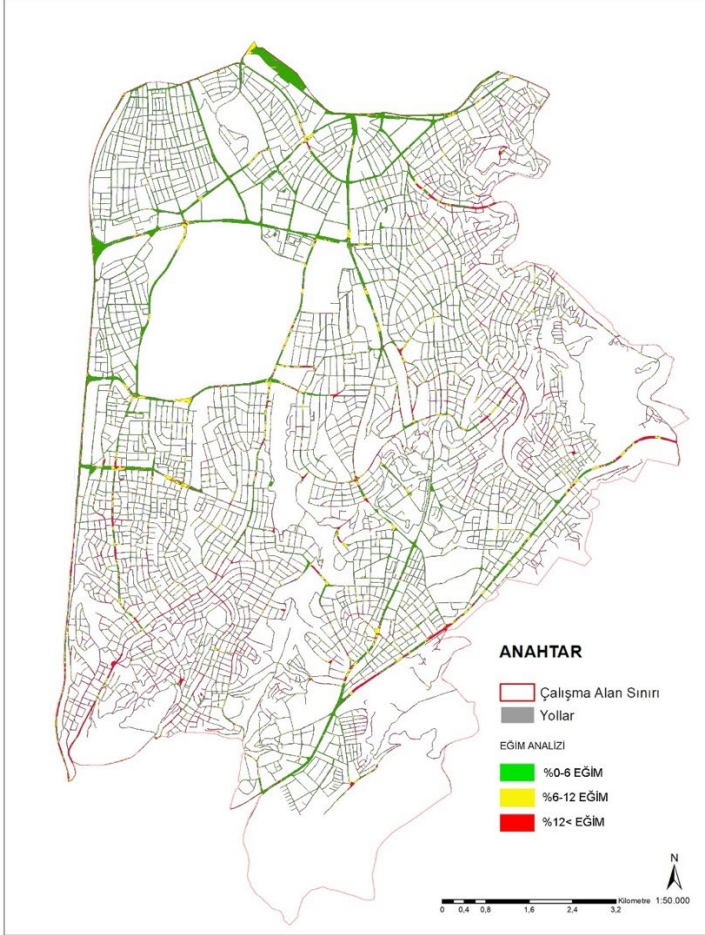 ANAHTAR
Çalışma Alan Sınırı
Yollar
EĞİM ANALİZİ
%0-6 EĞİM
%6-12 EĞİM
%12< EĞİM
N
Kilometre 1:50.000
0 0,4 0,8 1,6 2,4 3,2